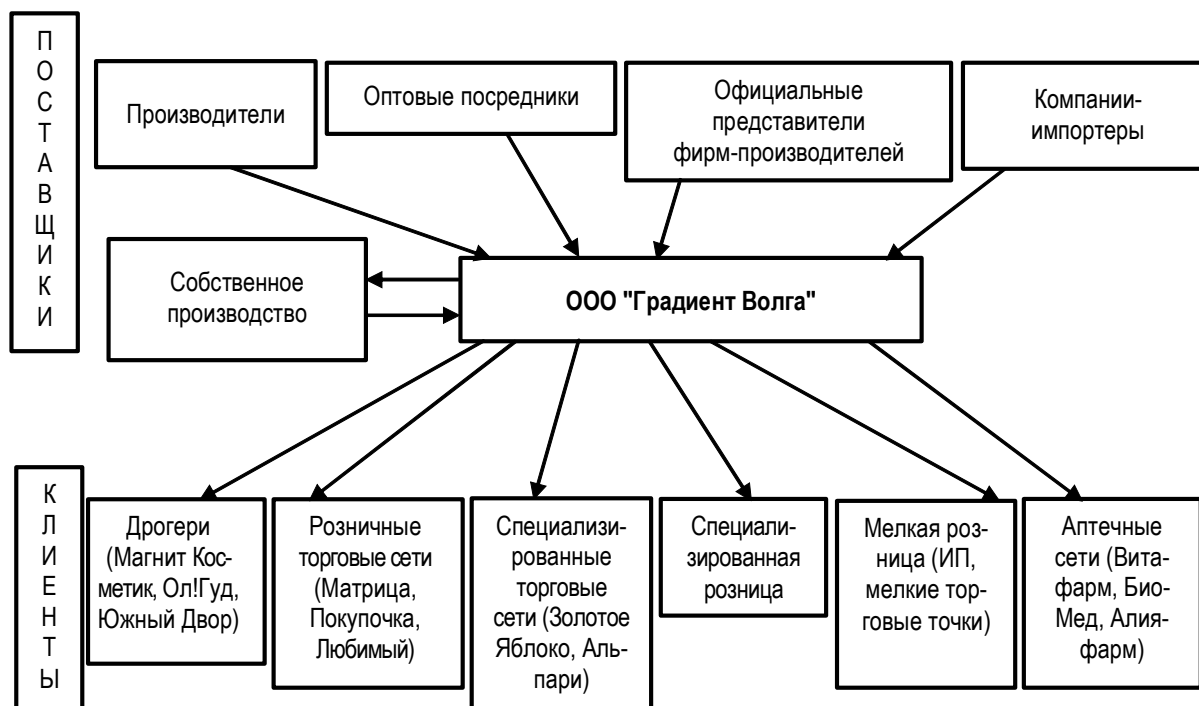 ПОСТАВЩИКИ
Производители
Оптовые посредники
Официальные
представители
фирм-производителей
Компании-
импортеры
Собственное
производство
ООО "Градиент Волга"
КЛИЕНТЫ
Дрогери
(Магнит Кос-
метик, Ол!Гуд,
Южный Двор)
Розничные
торговые сети
(Матрица,
Покупочка,
Любимый)
Специализи-
рованные
торговые
сети (Золотое
Яблоко, Аль-
пари)
Специали-
зированная
розница
Мелкая роз-
ница (ИП,
мелкие тор-
говые точки)
Аптечные
сети (Вита-
фарм, Био-
Мед, Алия-
фарм)